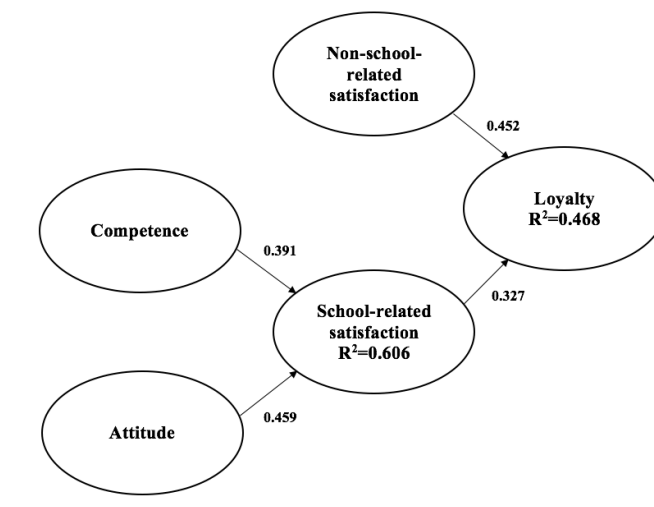 Non-school-
related
satisfaction
0.452
Loyalty
R²=0.468
Competence
0.391
School-related
satisfaction
R²=0.606
0.327
Attitude
0.459